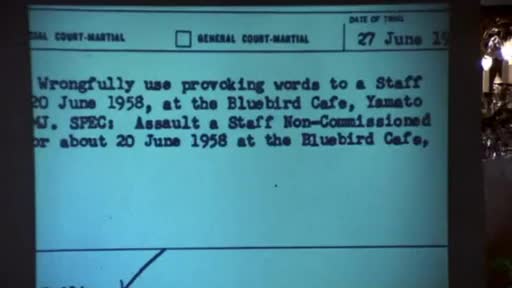 COURT-MARTIAL GENERAL COURT-MARTIAL
DATE OF TRIAL
27 June 19
Wrongfully use provoking words to a Staff
20 June 1958, at the Bluebird Cafe, Yamato
MJ. SPEC: Assault a Staff Non-Commissioned
or about 20 June 1958 at the Bluebird Cafe,